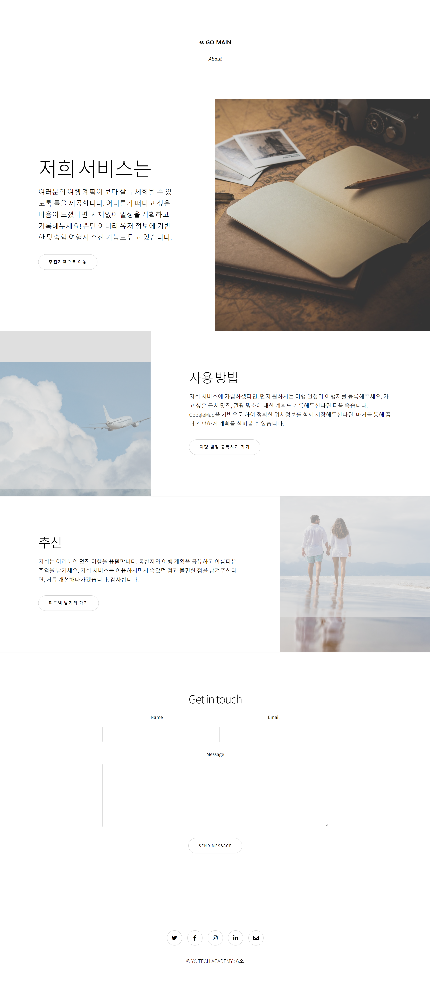 GO MAIN
About
저희 서비스는
여러분의 여행 계획이 보다 잘 구체화될 수 있
도록 틀을 제공합니다. 어디론가 떠나고 싶은
마음이 드셨다면, 지체없이 일정을 계획하고
기록해두세요! 뿐만 아니라 유저 정보에 기반
한 맞춤형 여행지 추천 기능도 담고 있습니다.
추천지역으로 이동
사용 방법
저희 서비스에 가입하셨다면, 먼저 원하시는 여행 일정과 여행지를 등록해주세요. 가
고 싶은 근처 맛집, 관광 명소에 대한 계획도 기록해두신다면 더욱 좋습니다.
GoogleMap을 기반으로 하여 정확한 위치정보를 함께 저장해두신다면, 마커를 통해 좀
더 간편하게 계획을 살펴볼 수 있습니다.
여행 일정 등록하러 가기
추신
저희는 여러분의 멋진 여행을 응원합니다. 동반자와 여행 계획을 공유하고 아름다운
추억을 남기세요. 저희 서비스를 이용하시면서 좋았던 점과 불편한 점을 남겨주신다
면, 거듭 개선해나가겠습니다. 감사합니다.
피드백 남기러 가기
Get in touch
Name
Email
Message
SEND MESSAGE
© YC TECH ACADEMY : 6조